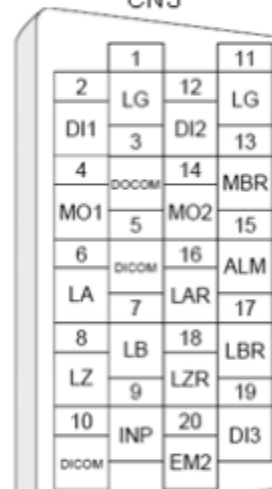 CN3
1 11
2 LG 12 LG
DI1 3 DI2 13
4 DOCOM 14 MBR
MO1 5 MO2 15
6 DICOM 16 ALM
LA 7 LAR 17
8 LB 18 LBR
LZ 9 LZR 19
10 INP 20 DI3
DICOM EM2